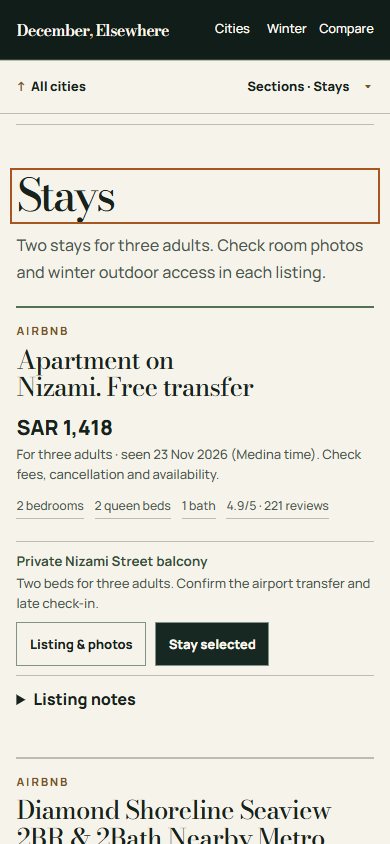 December, Elsewhere
Cities Winter Compare
↑ All cities
Sections · Stays
Stays
Two stays for three adults. Check room photos
and winter outdoor access in each listing.
AIRBNB
Apartment on
Nizami. Free transfer
SAR 1,418
For three adults · seen 23 Nov 2026 (Medina time). Check
fees, cancellation and availability.
2 bedrooms 2 queen beds 1 bath 4.9/5 · 221 reviews
Private Nizami Street balcony
Two beds for three adults. Confirm the airport transfer and
late check-in.
Listing & photos
Stay selected
Listing notes
AIRBNB
Diamond Shoreline Seaview
2BR & 2Bath Nearby Metro